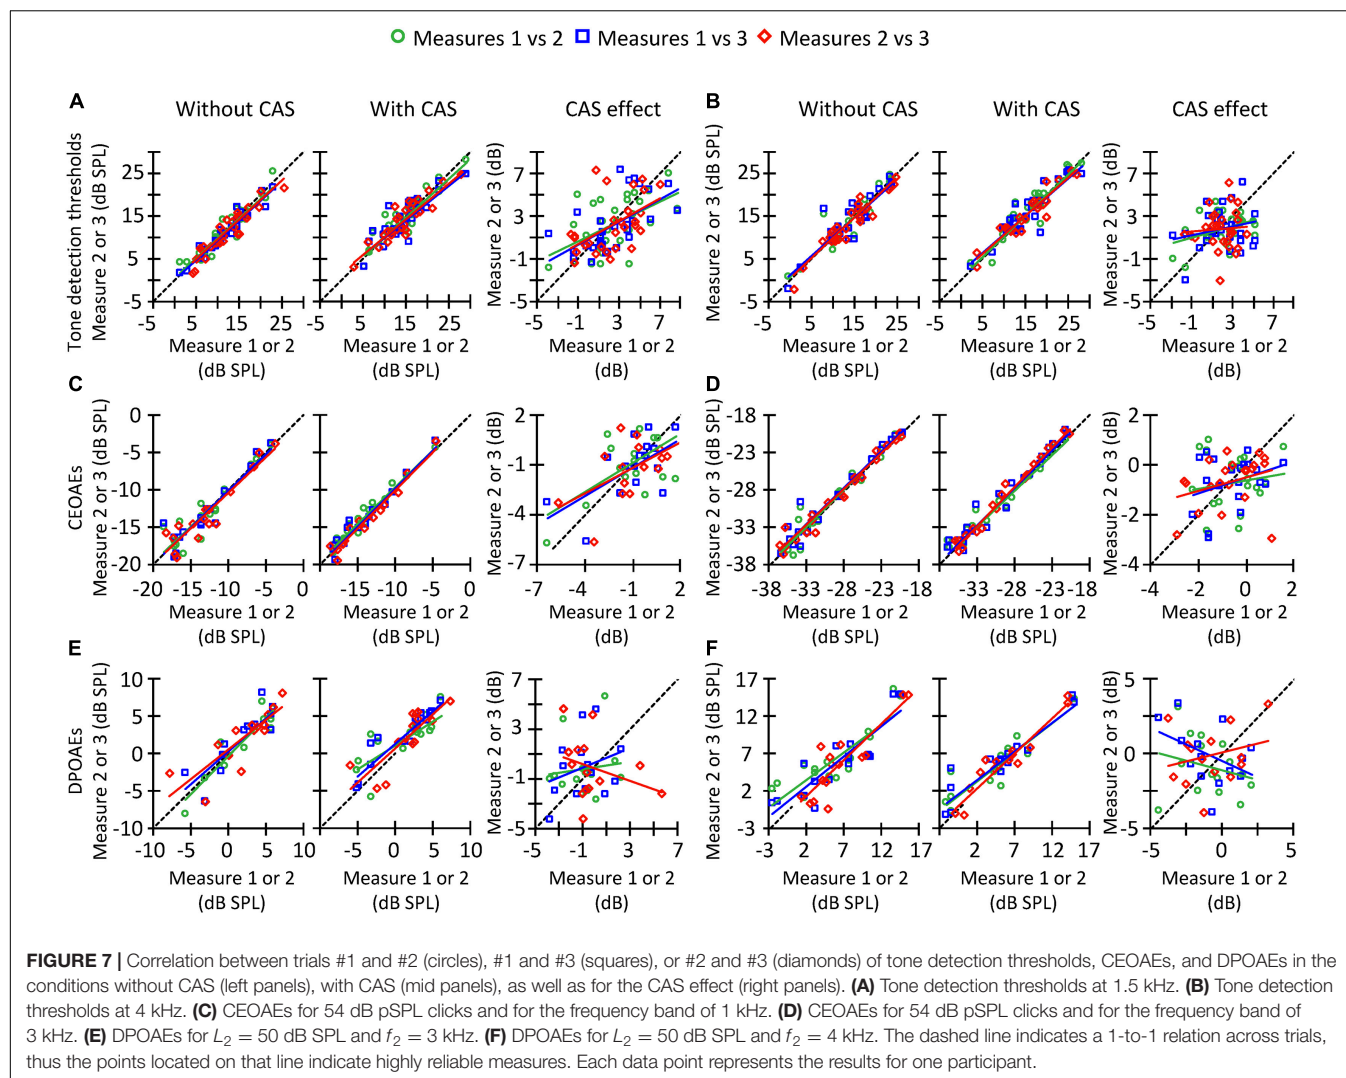 Measures 1 vs 2 Measures 1 vs 3 Measures 2 vs 3
A Without CAS With CAS CAS effect B Without CAS With CAS CAS effect
Tone detection thresholds
Measure 2 or 3 (dB SPL)
25
15
5
-5
-5 5 15 25
-5 5 15 25
Measure 2 or 3 (dB)
7
3
-1
-5
-5 -1 3 7
Measure 1 or 2 Measure 1 or 2 Measure 1 or 2
(dB SPL) (dB SPL) (dB)
Measure 2 or 3 (dB SPL)
25
15
5
-5
-5 5 15 25
-5 5 15 25
Measure 2 or 3 (dB)
7
3
-1
-5
-5 -1 3 7
Measure 1 or 2 Measure 1 or 2 Measure 1 or 2
(dB SPL) (dB SPL) (dB)
C
CEOAEs
Measure 2 or 3 (dB SPL)
0
-5
-10
-15
-20
-20 -15 -10 -5 0
-20 -15 -10 -5 0
Measure 2 or 3 (dB)
2
-1
-4
-7
-7 -4 -1 2
Measure 1 or 2 Measure 1 or 2 Measure 1 or 2
(dB SPL) (dB SPL) (dB)
D
Measure 2 or 3 (dB SPL)
-18
-23
-28
-33
-38
-38 -33 -28 -23 -18
-38 -33 -28 -23 -18
Measure 2 or 3 (dB)
2
0
-2
-4
-4 -2 0 2
Measure 1 or 2 Measure 1 or 2 Measure 1 or 2
(dB SPL) (dB SPL) (dB)
E
DPOAEs
Measure 2 or 3 (dB SPL)
10
5
0
-5
-10
-10 -5 0 5 10
-10 -5 0 5 10
Measure 2 or 3 (dB)
7
3
-1
-5
-5 -1 3 7
Measure 1 or 2 Measure 1 or 2 Measure 1 or 2
(dB SPL) (dB SPL) (dB)
F
Measure 2 or 3 (dB SPL)
17
12
7
2
-3
-3 2 7 12 17
-3 2 7 12 17
Measure 2 or 3 (dB)
5
0
-5
-5 0 5
Measure 1 or 2 Measure 1 or 2 Measure 1 or 2
(dB SPL) (dB SPL) (dB)
FIGURE 7 | Correlation between trials #1 and #2 (circles), #1 and #3 (squares), or #2 and #3 (diamonds) of tone detection thresholds, CEOAEs, and DPOAEs in the
conditions without CAS (left panels), with CAS (mid panels), as well as for the CAS effect (right panels). (A) Tone detection thresholds at 1.5 kHz. (B) Tone detection
thresholds at 4 kHz. (C) CEOAEs for 54 dB pSPL clicks and for the frequency band of 1 kHz. (D) CEOAEs for 54 dB pSPL clicks and for the frequency band of
3 kHz. (E) DPOAEs for L2 = 50 dB SPL and f2 = 3 kHz. (F) DPOAEs for L2 = 50 dB SPL and f2 = 4 kHz. The dashed line indicates a 1-to-1 relation across trials,
thus the points located on that line indicate highly reliable measures. Each data point represents the results for one participant.